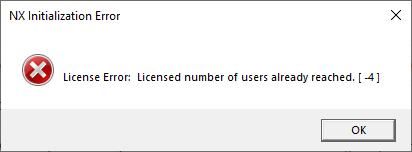 NX Initialization Error
License Error:  Licensed number of users already reached. [ -4 ]
OK